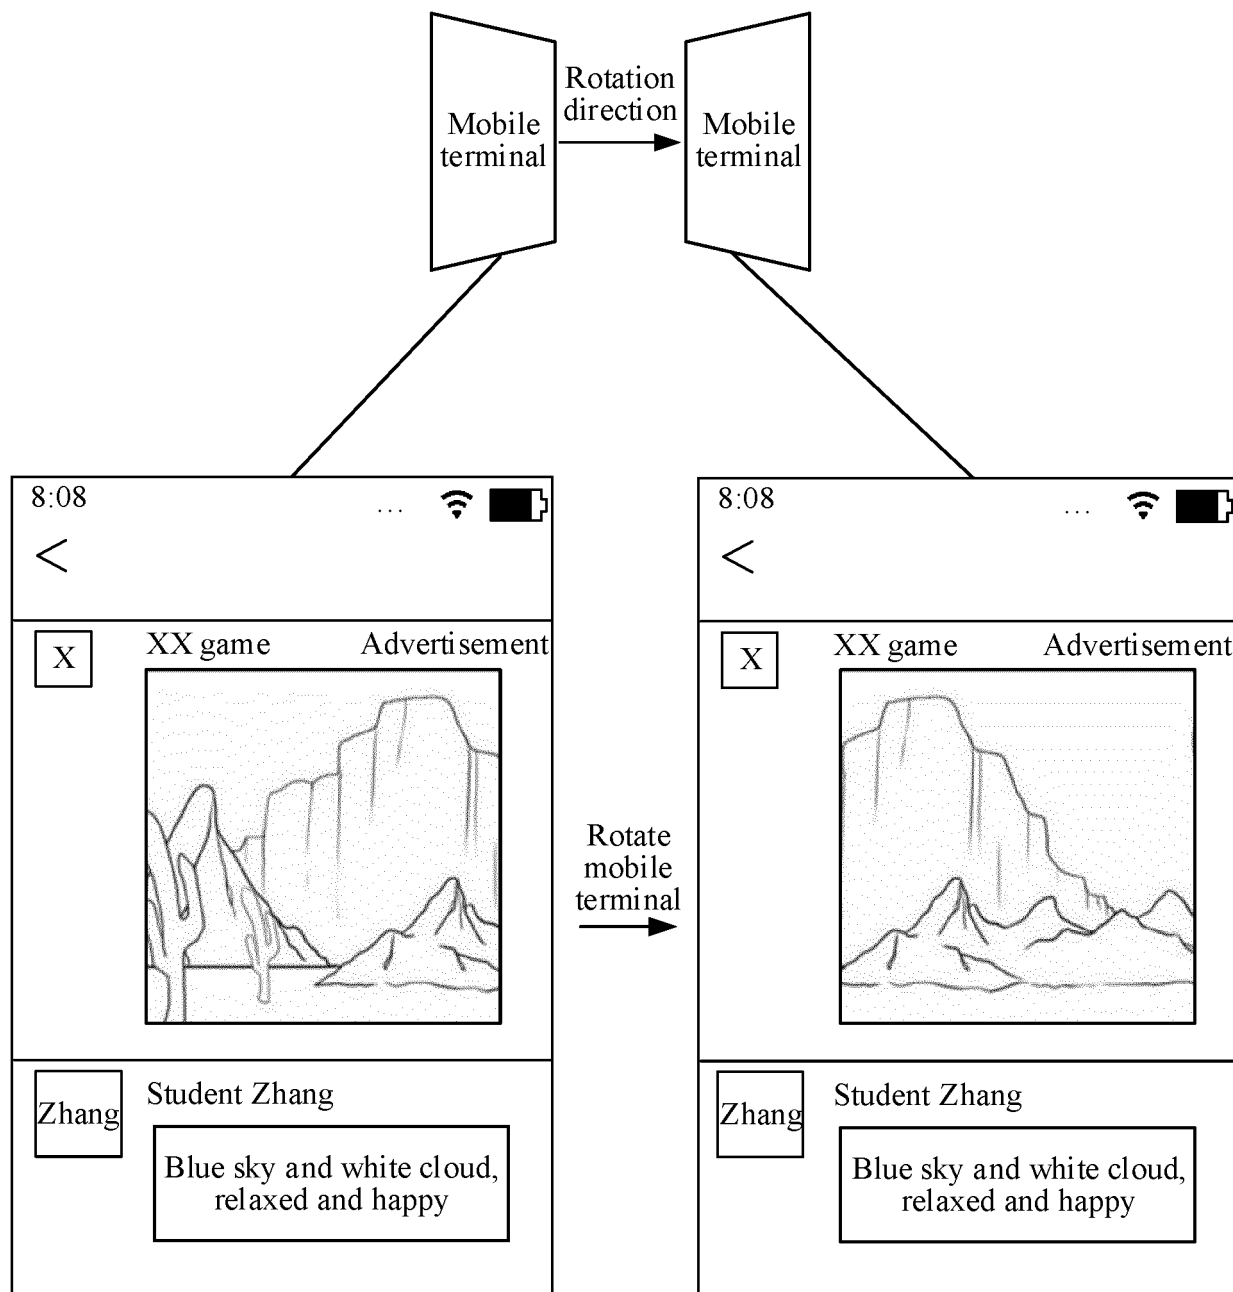 Mobile
terminal
Rotation
direction
Mobile
terminal
8:08
...
<
X
XX game
Advertisement
Zhang
Student Zhang
Blue sky and white cloud,
relaxed and happy
Rotate
mobile
terminal
8:08
...
<
X
XX game
Advertisement
Zhang
Student Zhang
Blue sky and white cloud,
relaxed and happy